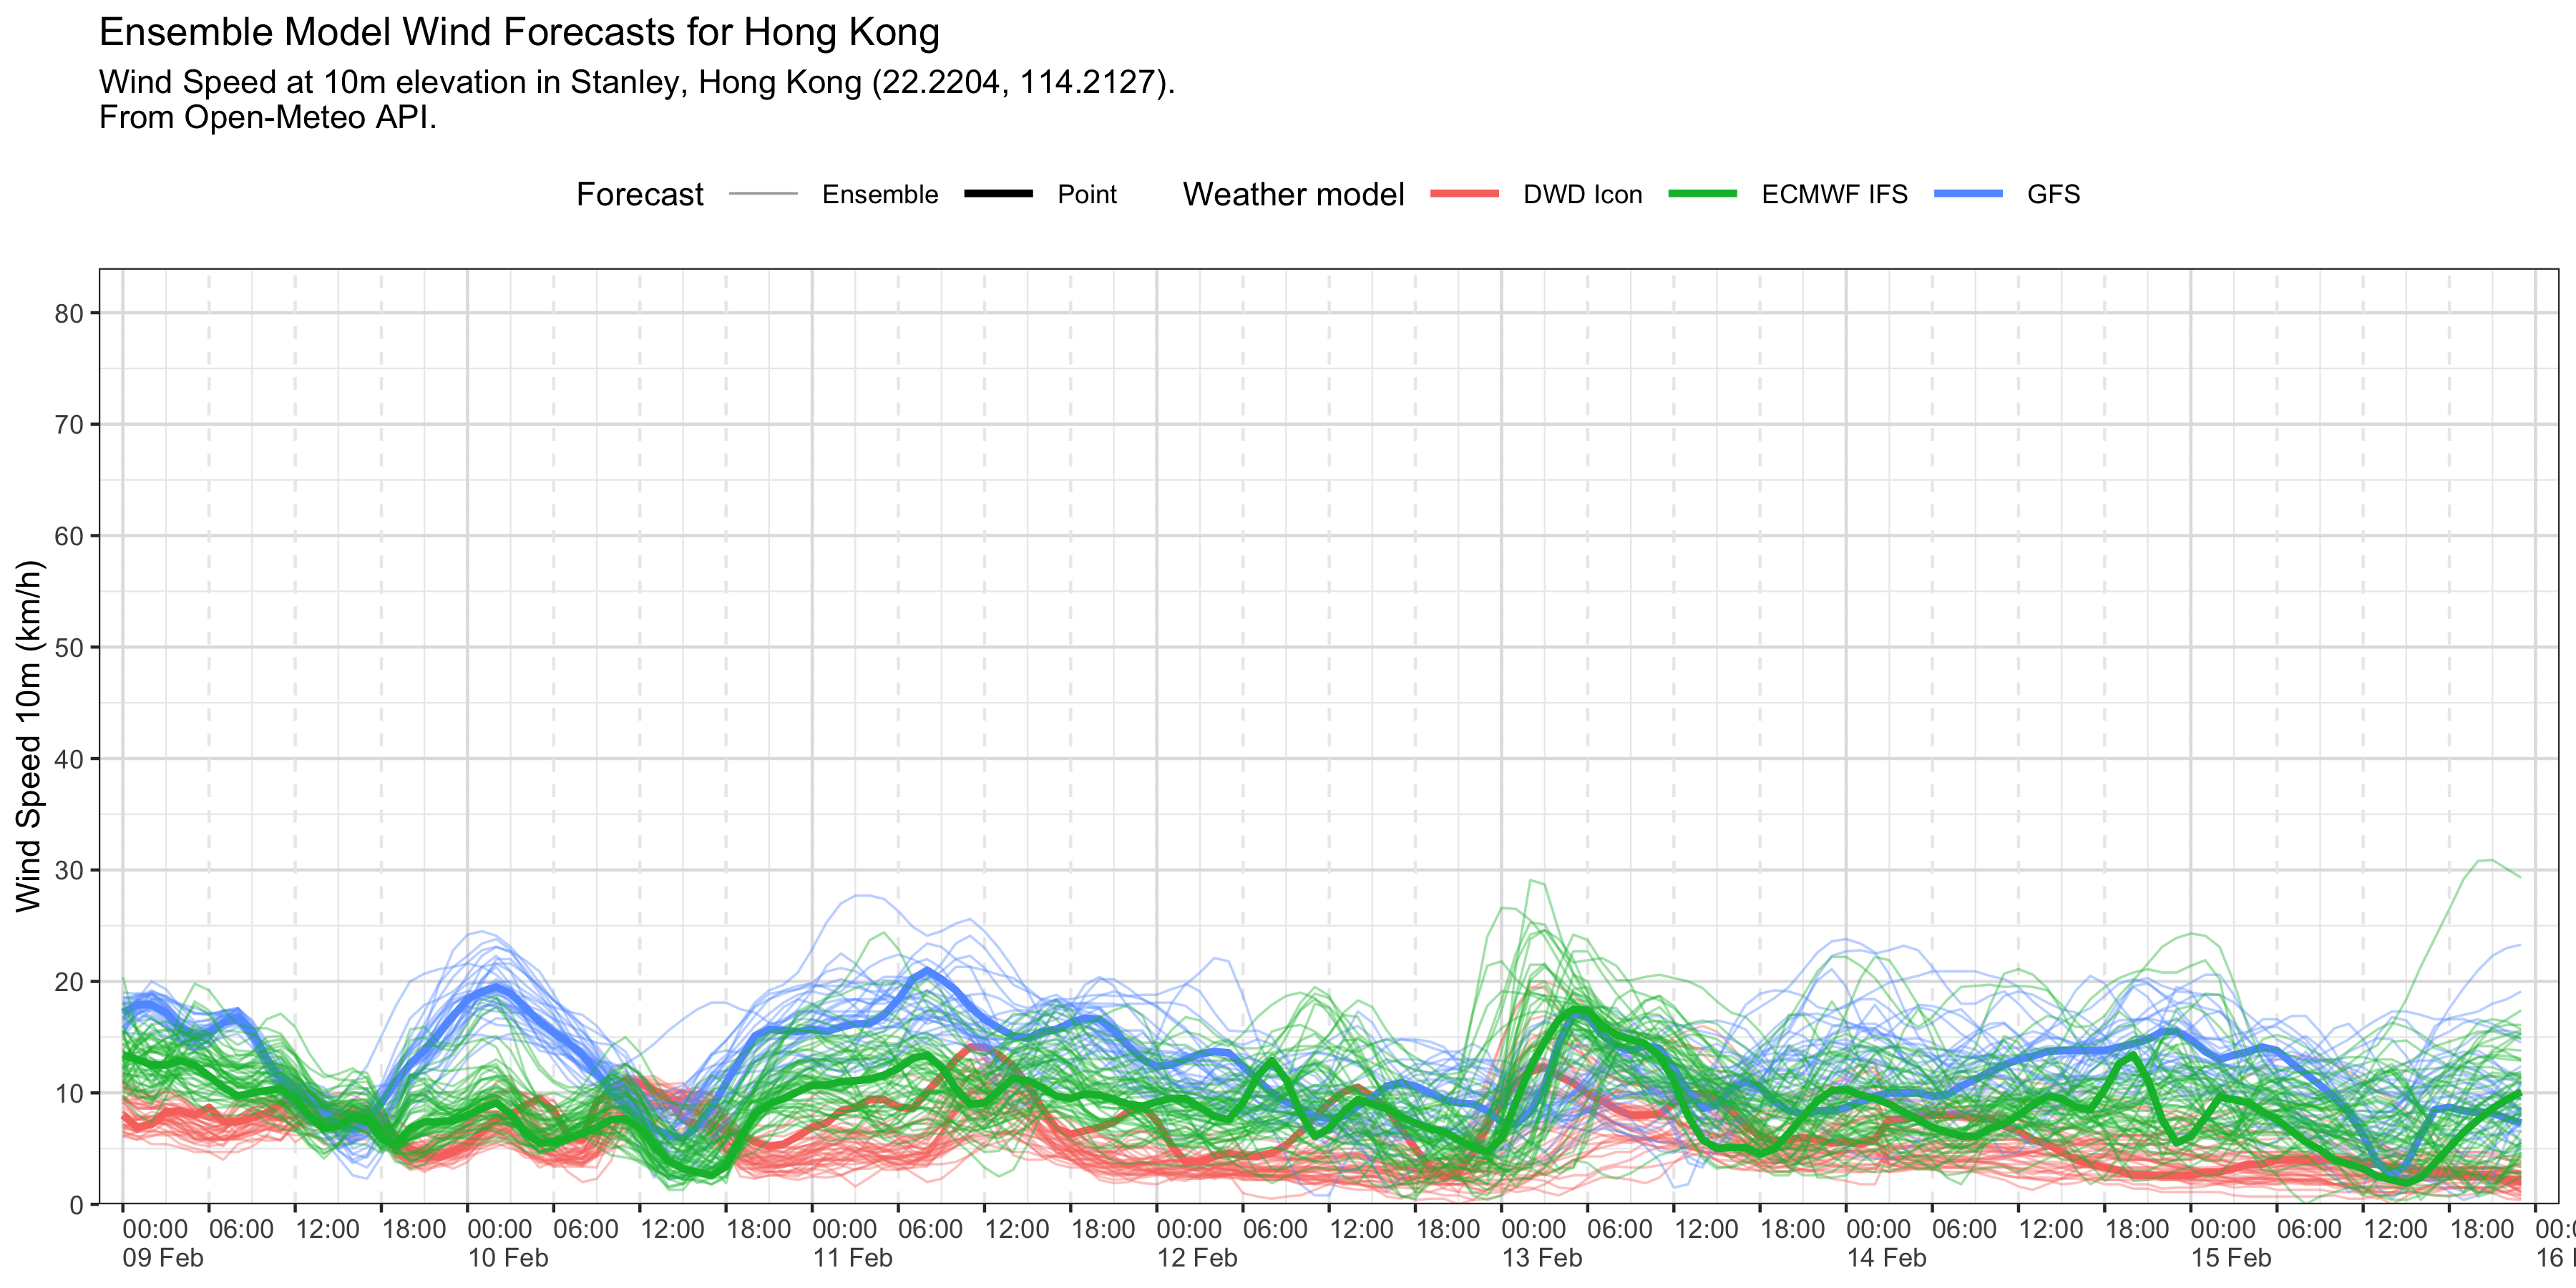 Ensemble Model Wind Forecasts for Hong Kong
Wind Speed at 10m elevation in Stanley, Hong Kong (22.2204, 114.2127).
From Open-Meteo API.
Forecast Ensemble Point Weather model DWD Icon ECMWF IFS GFS
Wind Speed 10m (km/h)
80
70
60
50
40
30
20
10
0
00:00 06:00 12:00 18:00 00:00 06:00 12:00 18:00 00:00 06:00 12:00 18:00 00:00 06:00 12:00 18:00 00:00 06:00 12:00 18:00 00:00 06:00 12:00 18:00 00:00 06:00 12:00 18:00
09 Feb 10 Feb 11 Feb 12 Feb 13 Feb 14 Feb 15 Feb 16